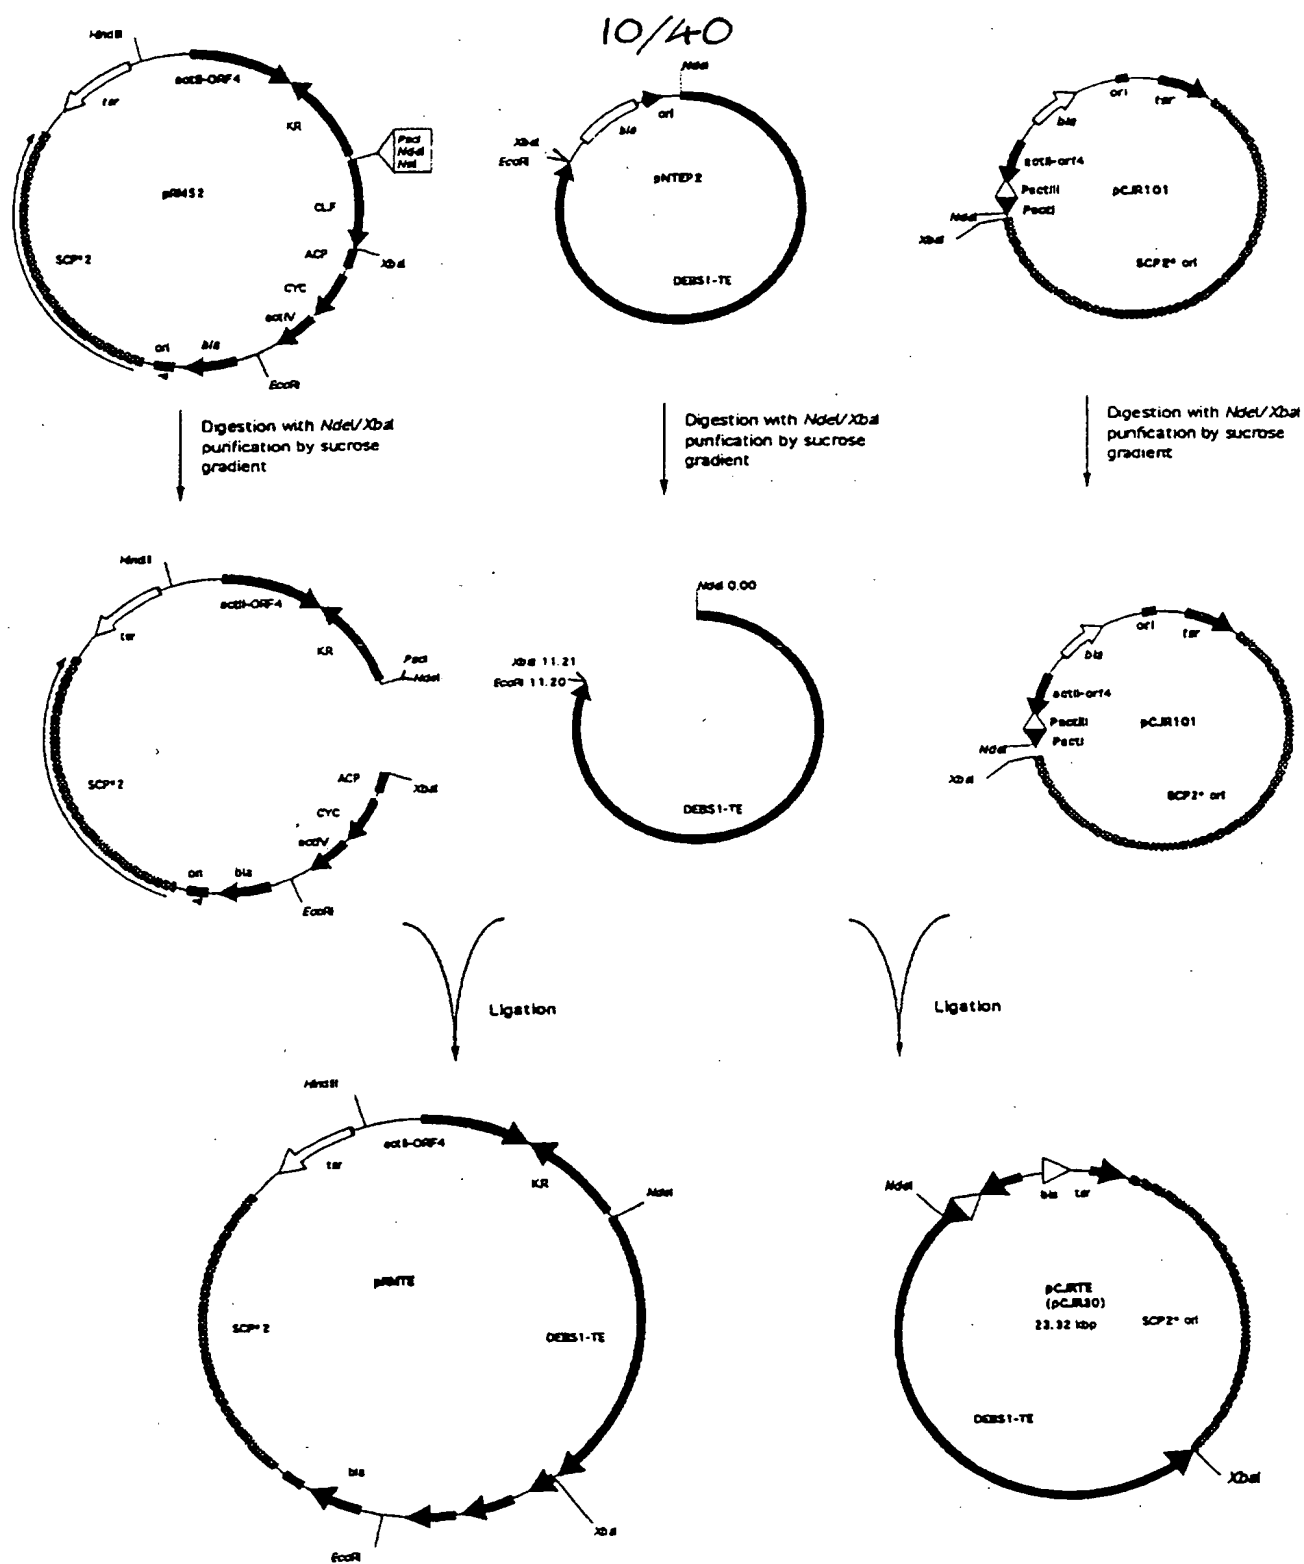 10/40
HindIII
actII-ORF4
tsr
KR
PacI
NdeI
pRMS2
CLF
ACP
XbaI
SCP*2
CYC
actIV
ori
bla
EcoRI
NdeI
ori
bla
XbaI
EcoRI
pNTEP2
DEBS1-TE
ori
tsr
bla
actII-orf4
PactIII
pCJR101
PactI
NdeI
XbaI
SCP2* ori
Digestion with NdeI/XbaI
purification by sucrose
gradient
Digestion with NdeI/XbaI
purification by sucrose
gradient
Digestion with NdeI/XbaI
purification by sucrose
gradient
HindIII
actII-ORF4
tsr
KR
PacI
NdeI
SCP*2
ACP
XbaI
CYC
actIV
ori
bla
EcoRI
NdeI 0.00
XbaI 11.21
EcoRI 11.20
DEBS1-TE
ori
tsr
bla
actII-orf4
PactIII
pCJR101
PactI
NdeI
XbaI
SCP2* ori
Ligation
Ligation
HindIII
actII-ORF4
tsr
KR
NdeI
pRMTE
SCP*2
DEBS1-TE
bla
XbaI
EcoRI
NdeI
bla
tsr
pCJRTE
(pCJR30)
23.32 kbp
SCP2* ori
DEBS1-TE
XbaI